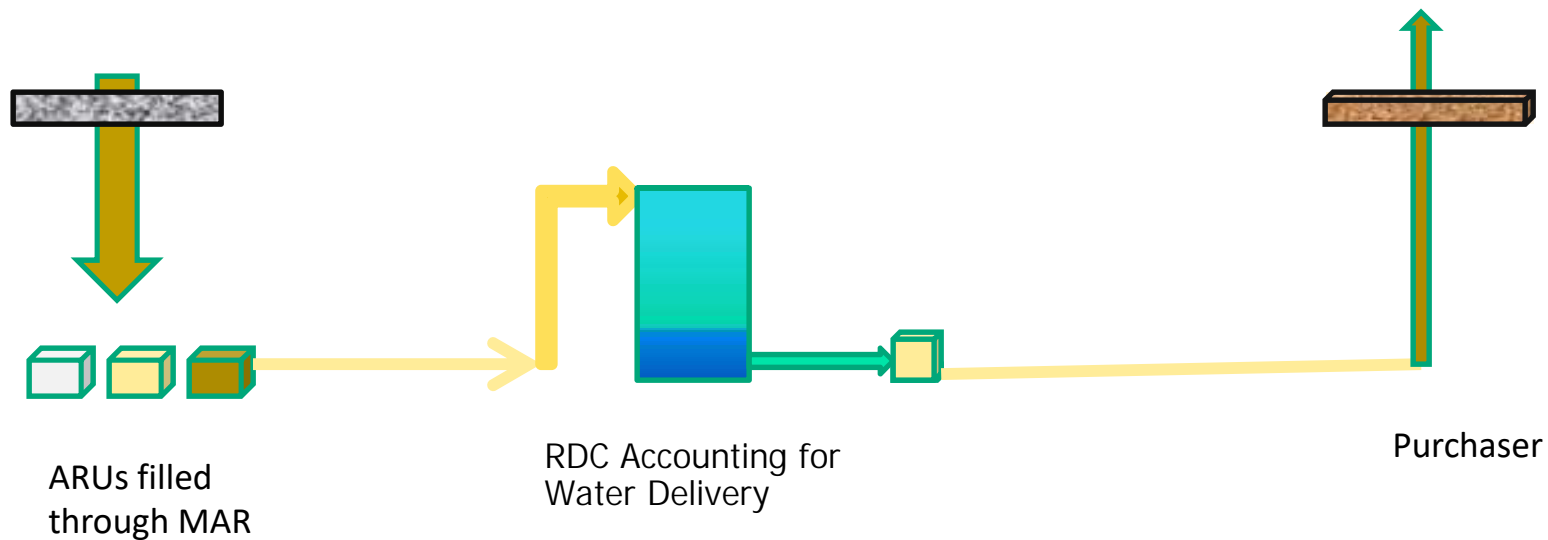 ARUs filled
through MAR
RDC Accounting for
Water Delivery
Purchaser